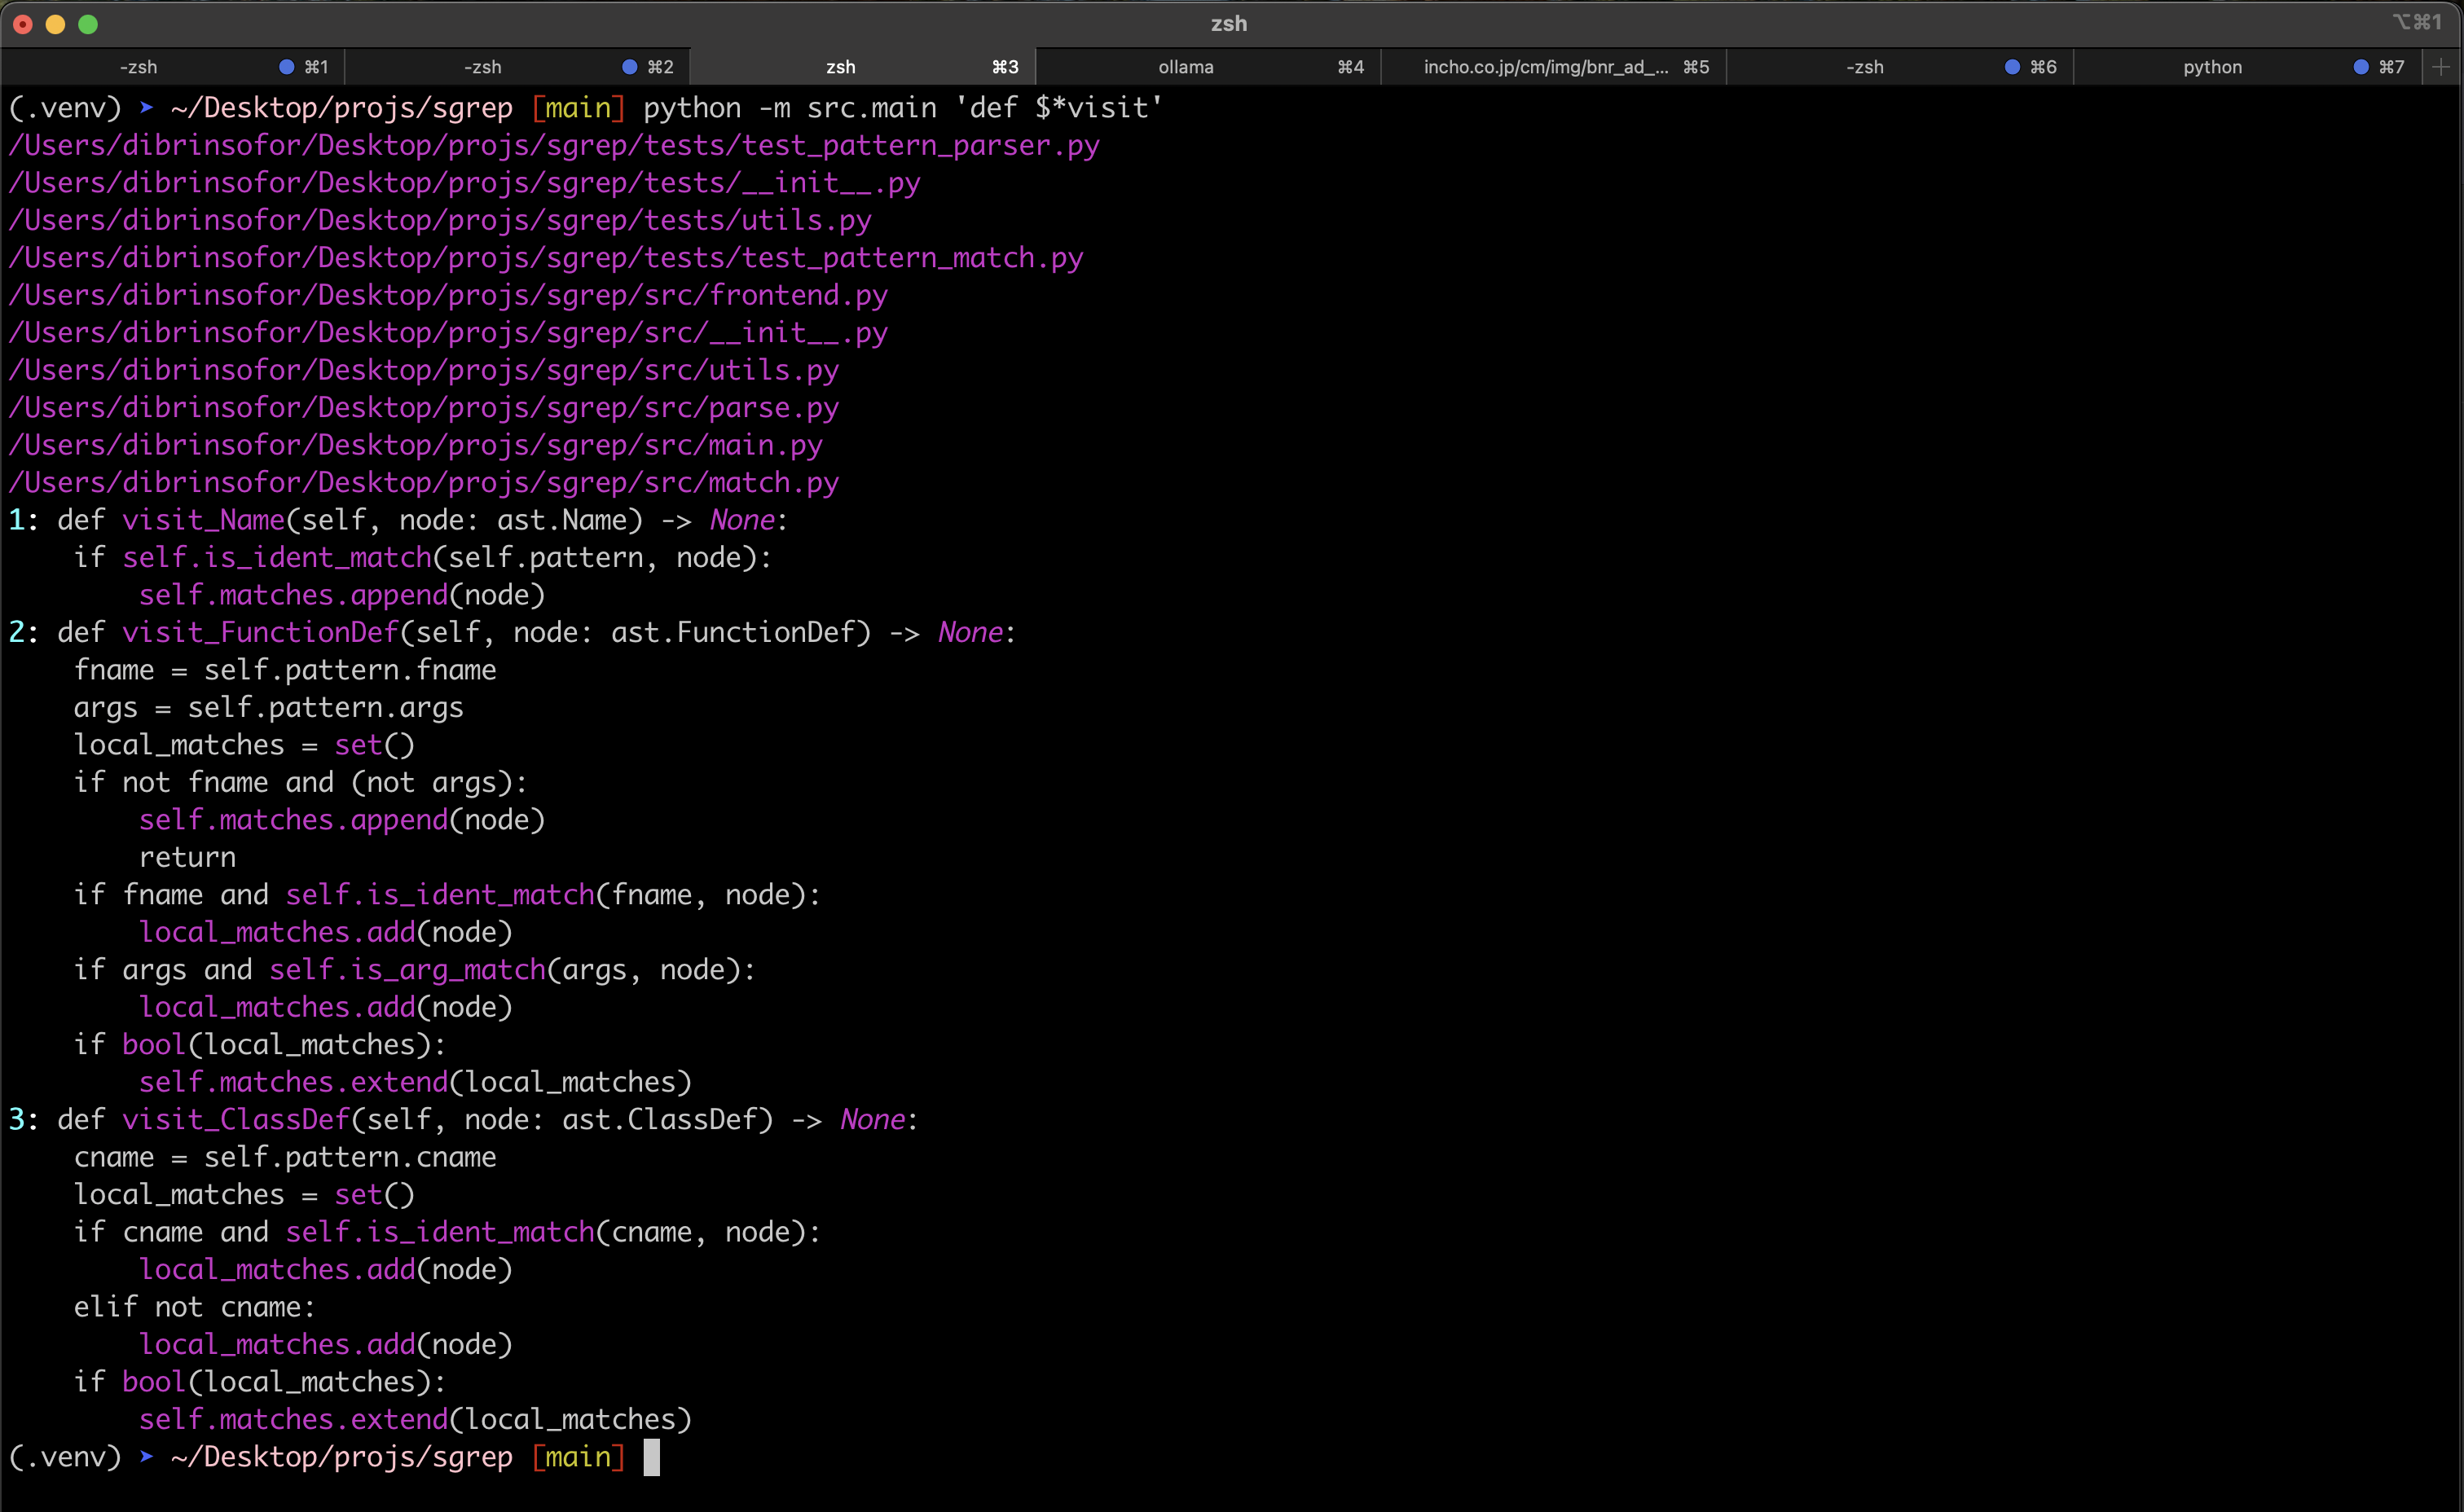 zsh
⌥⌘1
-zsh ⌘1 -zsh ⌘2 zsh ⌘3 ollama ⌘4 incho.co.jp/cm/img/bnr_ad_... ⌘5 -zsh ⌘6 python ⌘7 +
(.venv) ➤ ~/Desktop/projs/sgrep [main] python -m src.main 'def $*visit'
/Users/dibrinsofor/Desktop/projs/sgrep/tests/test_pattern_parser.py
/Users/dibrinsofor/Desktop/projs/sgrep/tests/__init__.py
/Users/dibrinsofor/Desktop/projs/sgrep/tests/utils.py
/Users/dibrinsofor/Desktop/projs/sgrep/tests/test_pattern_match.py
/Users/dibrinsofor/Desktop/projs/sgrep/src/frontend.py
/Users/dibrinsofor/Desktop/projs/sgrep/src/__init__.py
/Users/dibrinsofor/Desktop/projs/sgrep/src/utils.py
/Users/dibrinsofor/Desktop/projs/sgrep/src/parse.py
/Users/dibrinsofor/Desktop/projs/sgrep/src/main.py
/Users/dibrinsofor/Desktop/projs/sgrep/src/match.py
1: def visit_Name(self, node: ast.Name) -> None:
    if self.is_ident_match(self.pattern, node):
        self.matches.append(node)
2: def visit_FunctionDef(self, node: ast.FunctionDef) -> None:
    fname = self.pattern.fname
    args = self.pattern.args
    local_matches = set()
    if not fname and (not args):
        self.matches.append(node)
        return
    if fname and self.is_ident_match(fname, node):
        local_matches.add(node)
    if args and self.is_arg_match(args, node):
        local_matches.add(node)
    if bool(local_matches):
        self.matches.extend(local_matches)
3: def visit_ClassDef(self, node: ast.ClassDef) -> None:
    cname = self.pattern.cname
    local_matches = set()
    if cname and self.is_ident_match(cname, node):
        local_matches.add(node)
    elif not cname:
        local_matches.add(node)
    if bool(local_matches):
        self.matches.extend(local_matches)
(.venv) ➤ ~/Desktop/projs/sgrep [main]